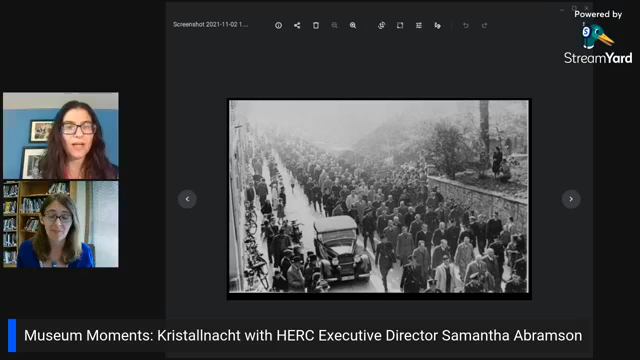 Powered by
StreamYard
Screenshot 2021-11-02 1...
Museum Moments: Kristallnacht with HERC Executive Director Samantha Abramson